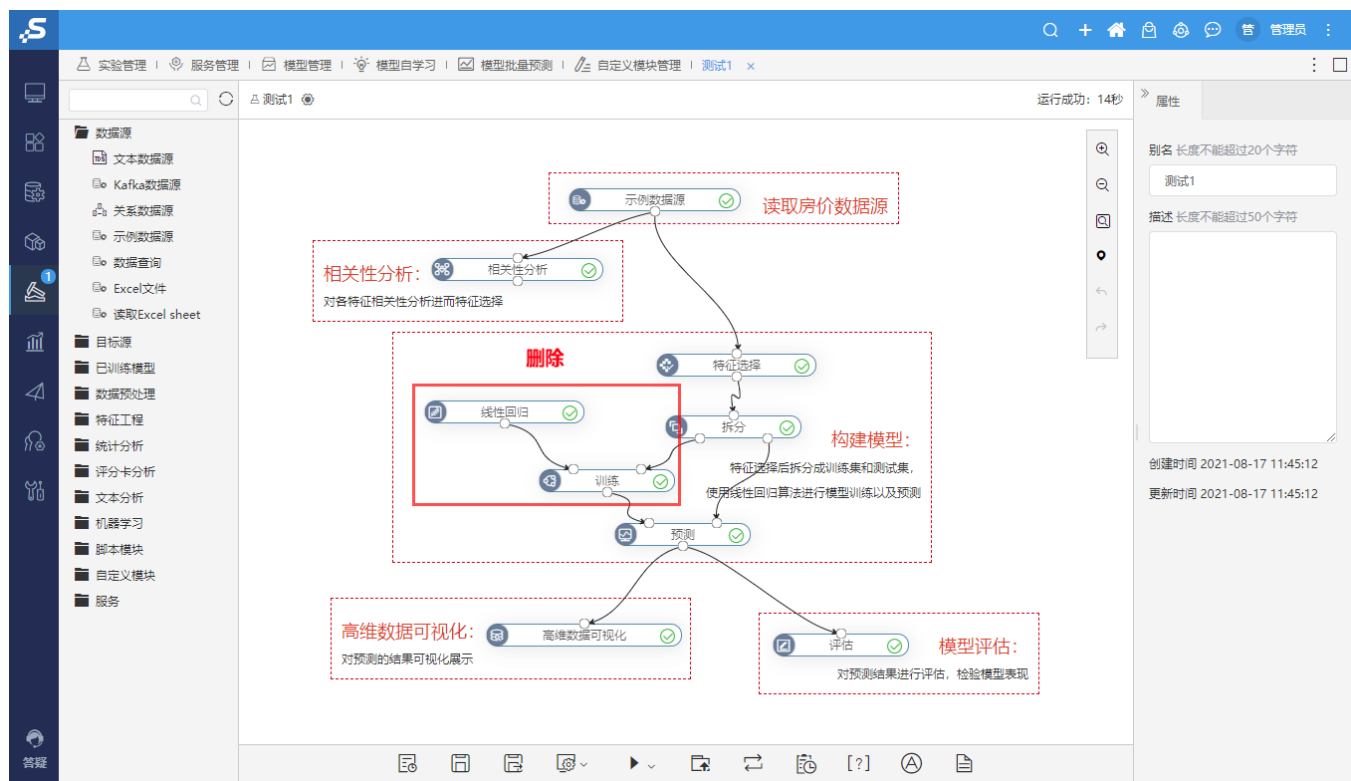 管 管理员
实验管理 服务管理 模型管理 模型自学习 模型批量预测 自定义模块管理 测试1 ×
测试1
运行成功：14秒
属性
数据源
文本数据源
Kafka数据源
关系数据源
示例数据源
数据查询
Excel文件
读取Excel sheet
目标源
已训练模型
数据预处理
特征工程
统计分析
评分卡分析
文本分析
机器学习
脚本模块
自定义模块
服务
1
答疑
示例数据源
读取房价数据源
相关性分析：
相关性分析
对各特征相关性分析进而特征选择
删除
特征选择
线性回归
拆分
构建模型：
特征选择后拆分成训练集和测试集，
训练
使用线性回归算法进行模型训练以及预测
预测
高维数据可视化：
高维数据可视化
对预测的结果可视化展示
评估
模型评估：
对预测结果进行评估，检验模型表现
别名 长度不能超过20个字符
测试1
描述 长度不能超过50个字符
创建时间 2021-08-17 11:45:12
更新时间 2021-08-17 11:45:12
[?]